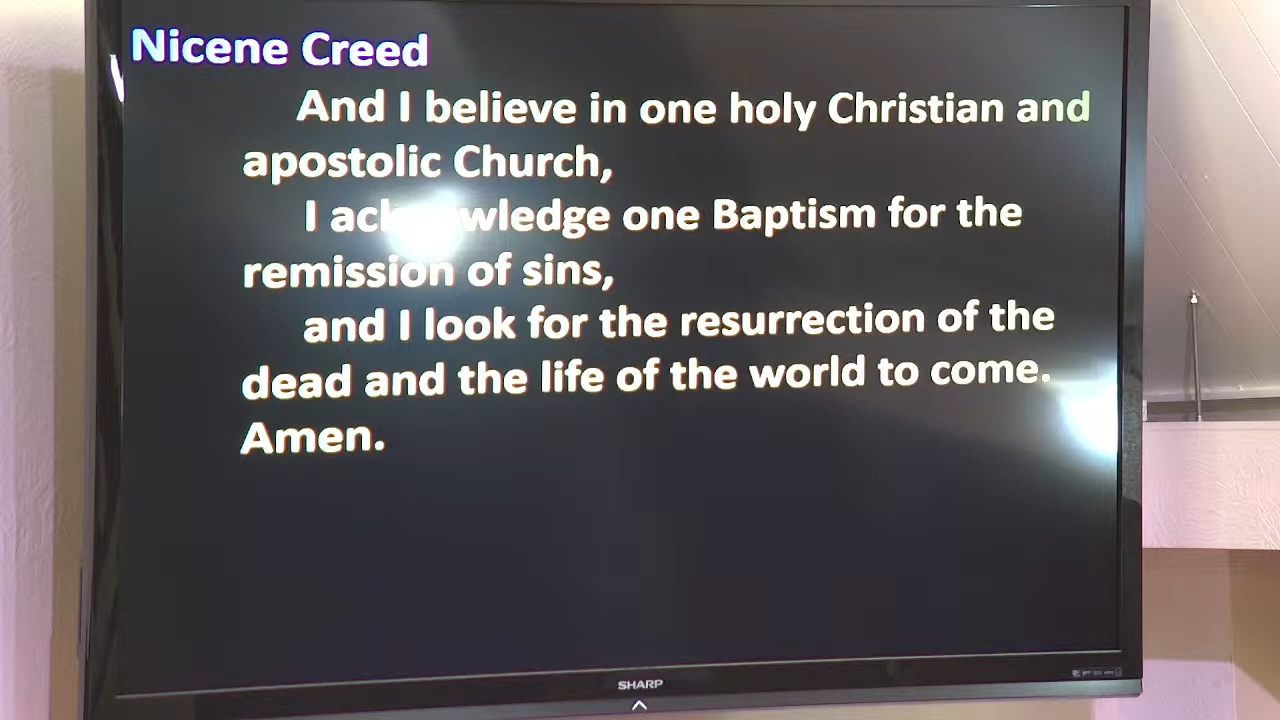 Nicene Creed
And I believe in one holy Christian and
apostolic Church,
I acknowledge one Baptism for the
remission of sins,
and I look for the resurrection of the
dead and the life of the world to come.
Amen.
SHARP